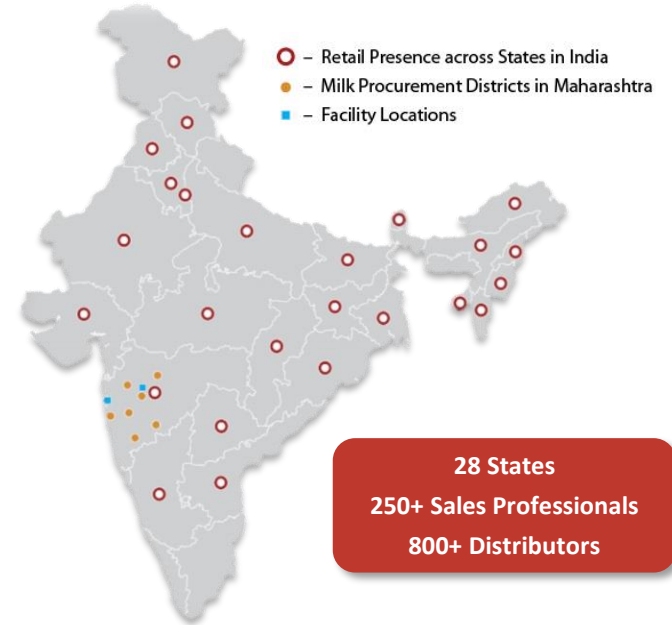 – Retail Presence across States in India
– Milk Procurement Districts in Maharashtra
– Facility Locations
28 States
250+ Sales Professionals
800+ Distributors